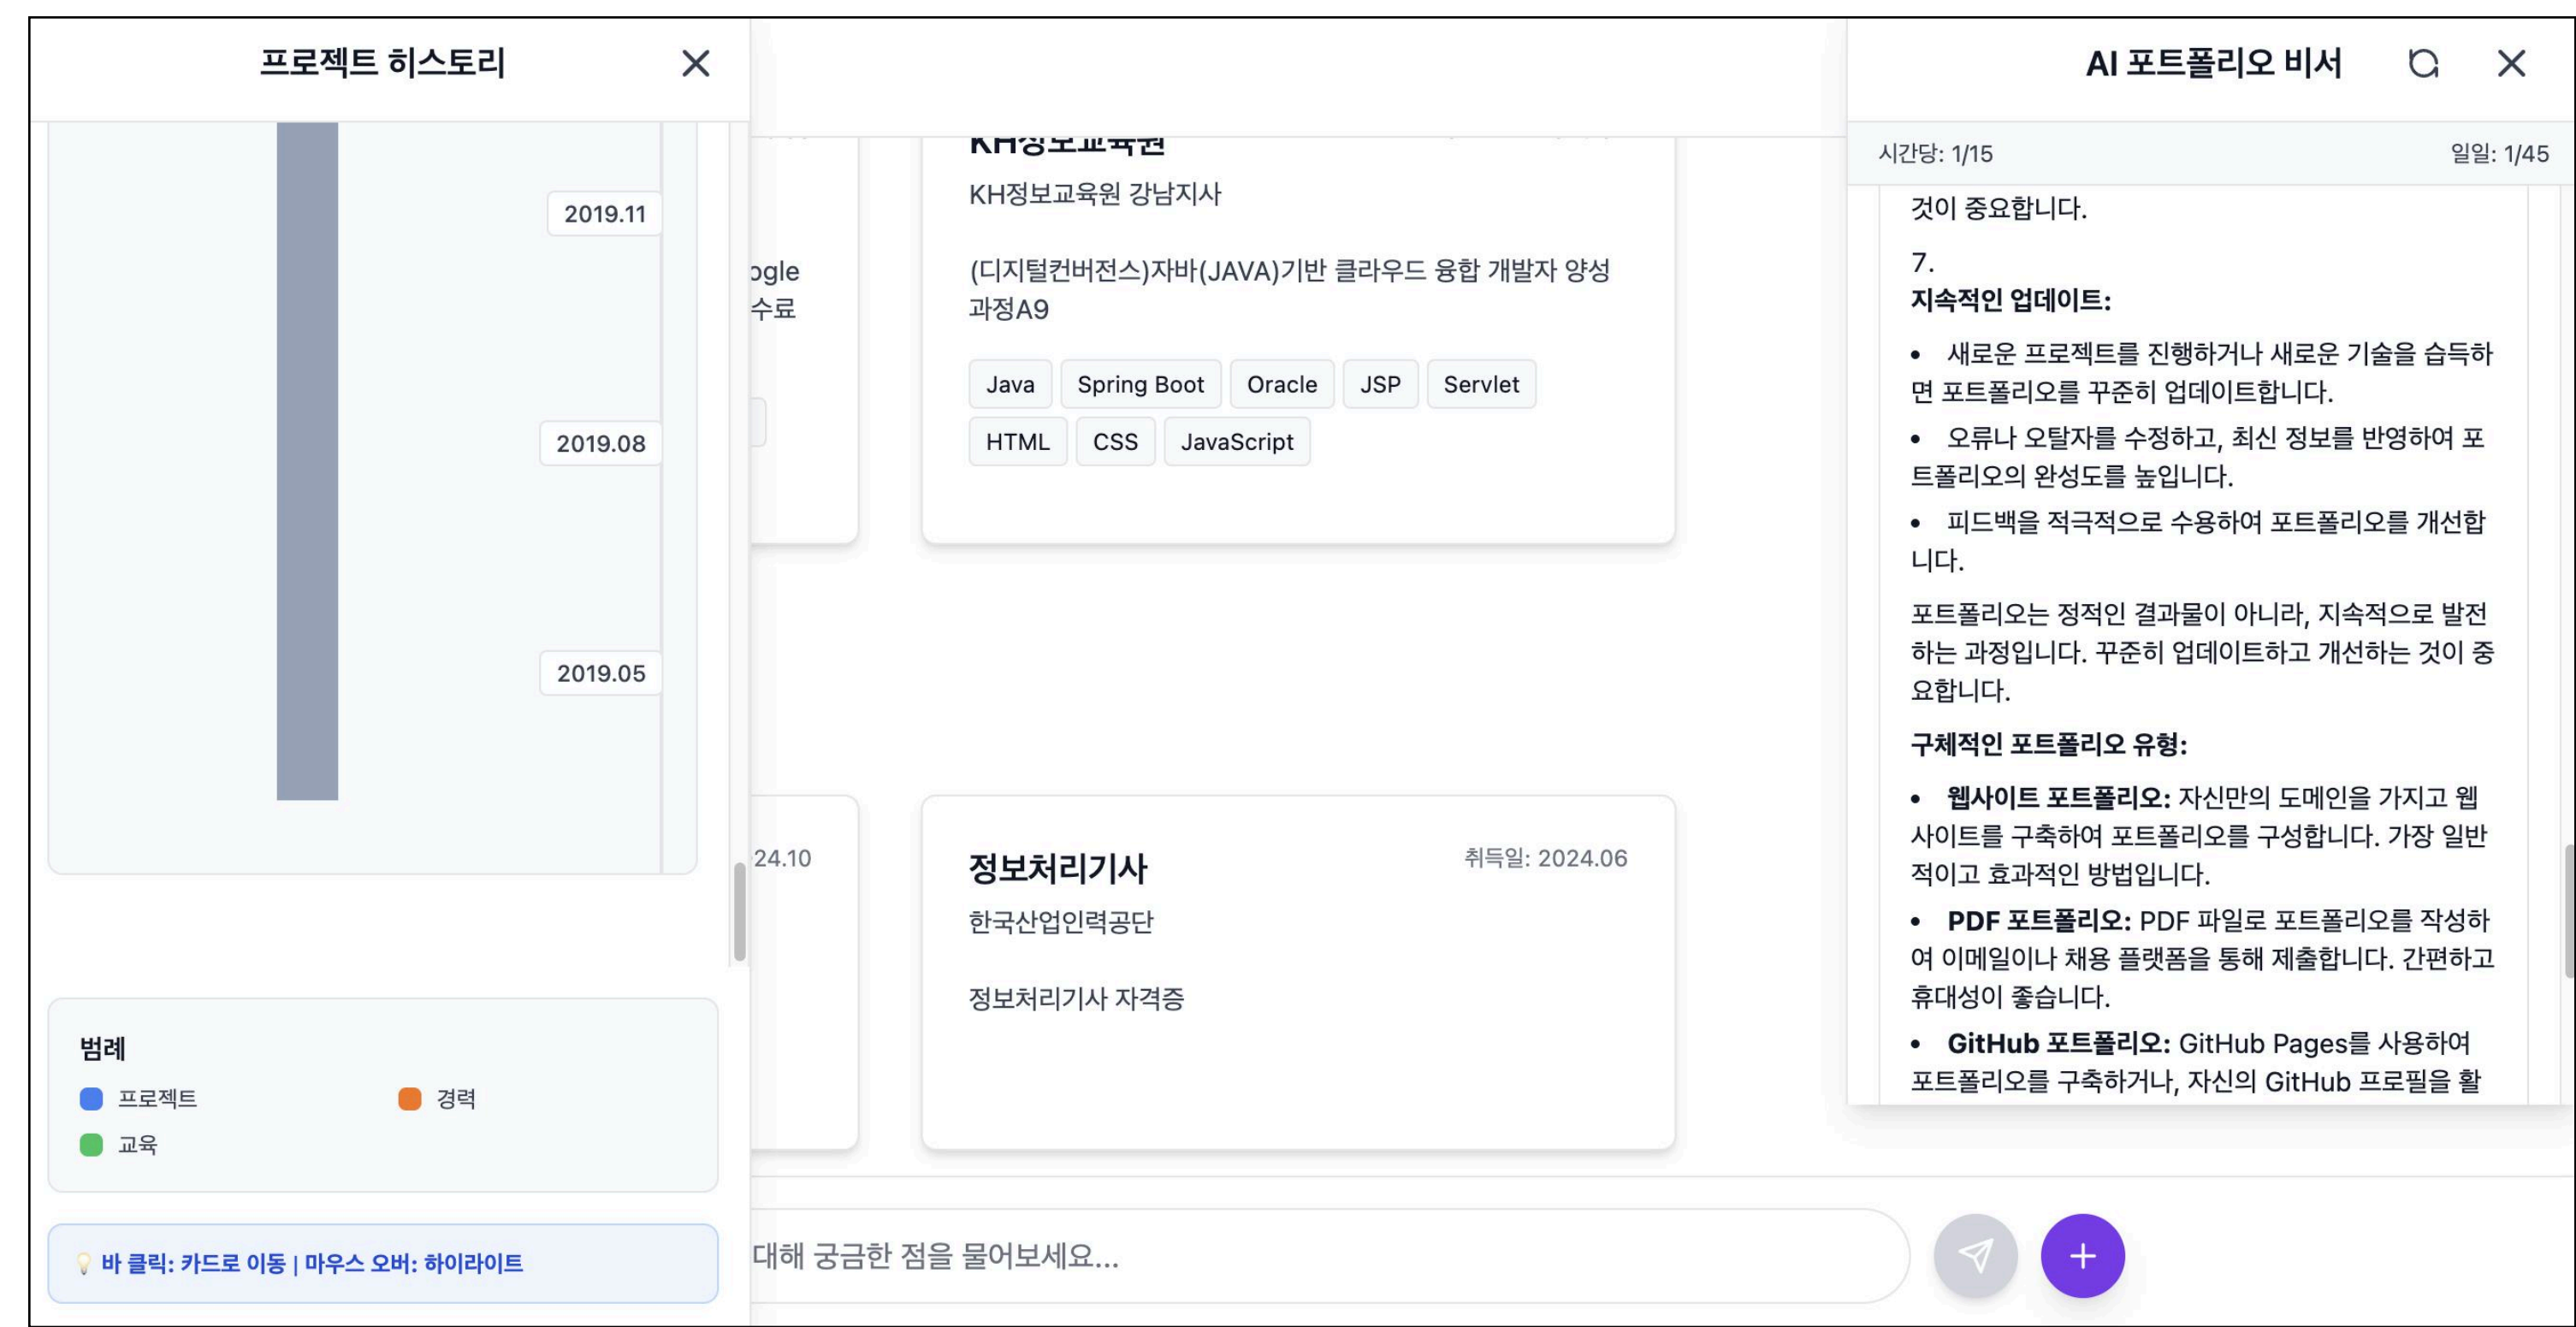 프로젝트 히스토리
2019.11
2019.08
2019.05
범례
프로젝트
경력
교육
💡 바 클릭: 카드로 이동 | 마우스 오버: 하이라이트
ogle
수료
24.10
KH정보교육원
KH정보교육원 강남지사
(디지털컨버전스)자바(JAVA)기반 클라우드 융합 개발자 양성
과정A9
Java
Spring Boot
Oracle
JSP
Servlet
HTML
CSS
JavaScript
정보처리기사
취득일: 2024.06
한국산업인력공단
정보처리기사 자격증
대해 궁금한 점을 물어보세요...
AI 포트폴리오 비서
시간당: 1/15
일일: 1/45
것이 중요합니다.
7.
지속적인 업데이트:
• 새로운 프로젝트를 진행하거나 새로운 기술을 습득하
면 포트폴리오를 꾸준히 업데이트합니다.
• 오류나 오탈자를 수정하고, 최신 정보를 반영하여 포
트폴리오의 완성도를 높입니다.
• 피드백을 적극적으로 수용하여 포트폴리오를 개선합
니다.
포트폴리오는 정적인 결과물이 아니라, 지속적으로 발전
하는 과정입니다. 꾸준히 업데이트하고 개선하는 것이 중
요합니다.
구체적인 포트폴리오 유형:
• 웹사이트 포트폴리오: 자신만의 도메인을 가지고 웹
사이트를 구축하여 포트폴리오를 구성합니다. 가장 일반
적이고 효과적인 방법입니다.
• PDF 포트폴리오: PDF 파일로 포트폴리오를 작성하
여 이메일이나 채용 플랫폼을 통해 제출합니다. 간편하고
휴대성이 좋습니다.
• GitHub 포트폴리오: GitHub Pages를 사용하여
포트폴리오를 구축하거나, 자신의 GitHub 프로필을 활